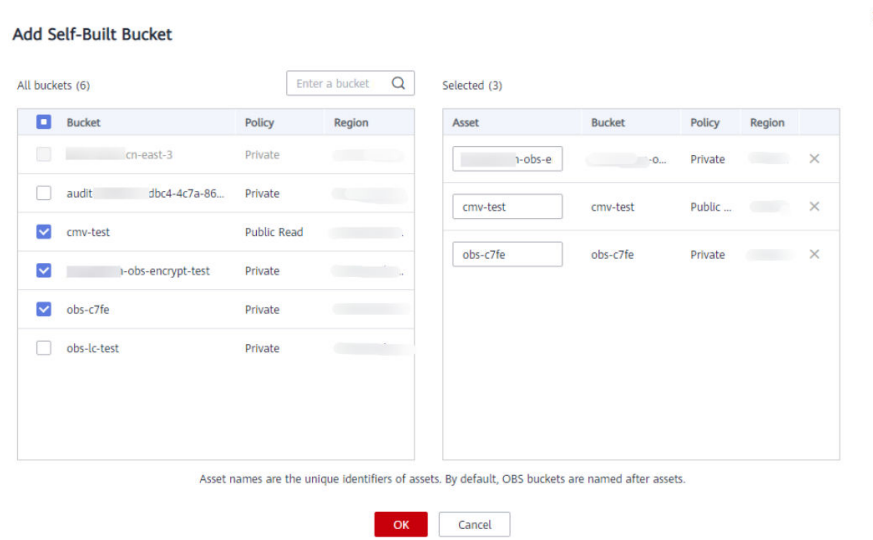 Add Self-Built Bucket
All buckets (6)
Enter a bucket
Selected (3)
Bucket Policy Region
Asset Bucket Policy Region
cn-east-3 Private
audit dbc4-4c7a-86... Private
cmv-test Public Read
-obs-encrypt-test Private
obs-c7fe Private
obs-lc-test Private
-obs-e -o... Private
cmv-test cmv-test Public ...
obs-c7fe obs-c7fe Private
Asset names are the unique identifiers of assets. By default, OBS buckets are named after assets.
OK Cancel